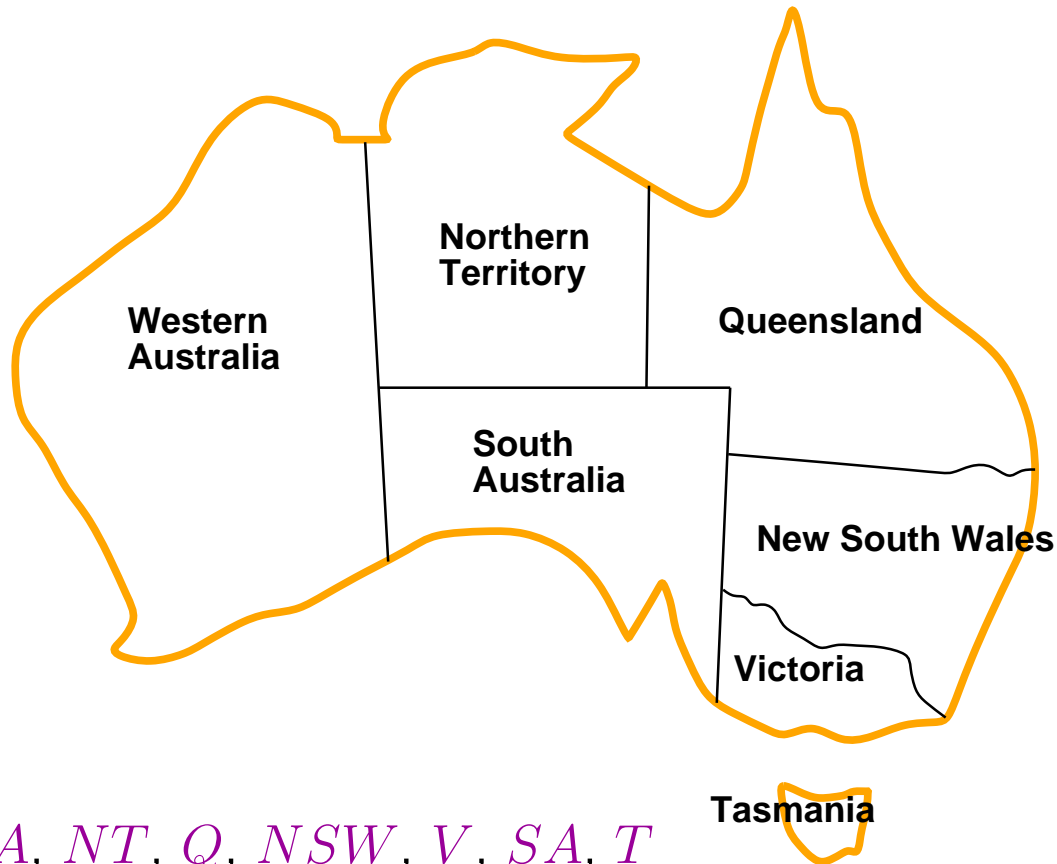 Northern
Territory
Western
Australia
Queensland
South
Australia
New South Wales
Victoria
Tasmania
A, NT, Q, NSW, V, SA, T